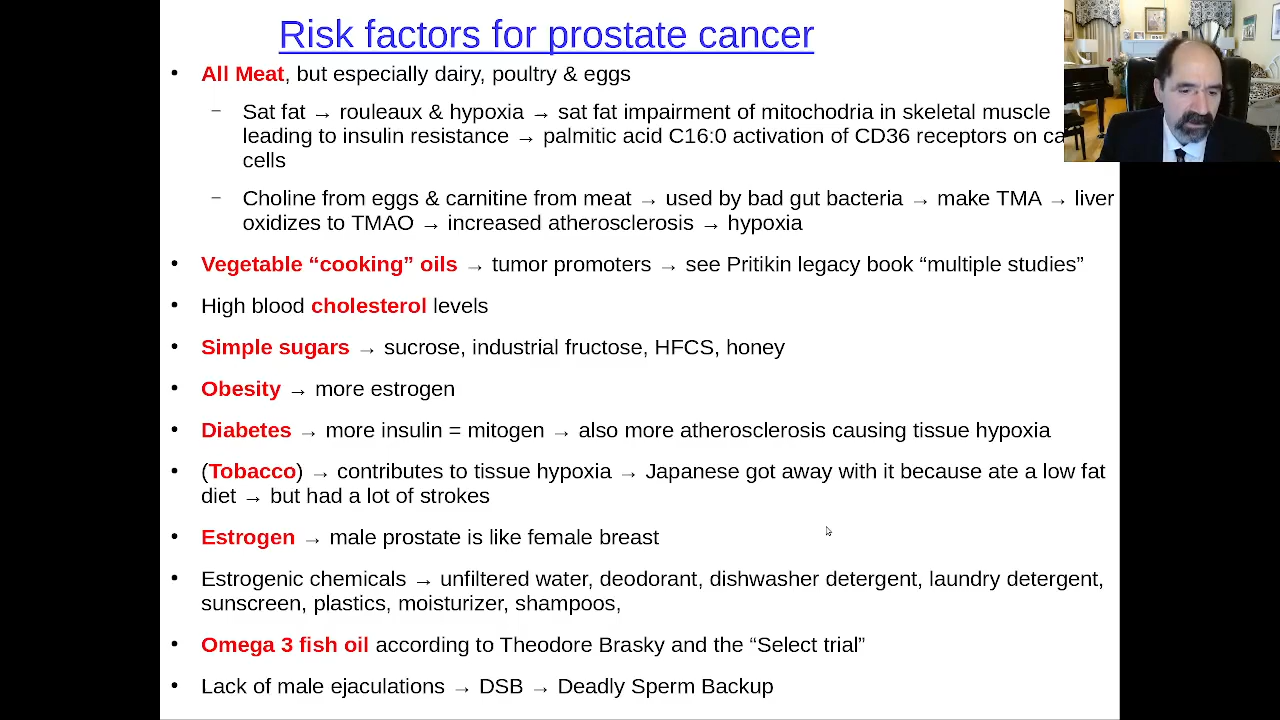 Risk factors for prostate cancer
• All Meat, but especially dairy, poultry & eggs
– Sat fat → rouleaux & hypoxia → sat fat impairment of mitochodria in skeletal muscle
leading to insulin resistance → palmitic acid C16:0 activation of CD36 receptors on
cells
– Choline from eggs & carnitine from meat → used by bad gut bacteria → make TMA → liver
oxidizes to TMAO → increased atherosclerosis → hypoxia
• Vegetable “cooking” oils → tumor promoters → see Pritikin legacy book “multiple studies”
• High blood cholesterol levels
• Simple sugars → sucrose, industrial fructose, HFCS, honey
• Obesity → more estrogen
• Diabetes → more insulin = mitogen → also more atherosclerosis causing tissue hypoxia
• (Tobacco) → contributes to tissue hypoxia → Japanese got away with it because ate a low fat
diet → but had a lot of strokes
• Estrogen → male prostate is like female breast
• Estrogenic chemicals → unfiltered water, deodorant, dishwasher detergent, laundry detergent,
sunscreen, plastics, moisturizer, shampoos,
• Omega 3 fish oil according to Theodore Brasky and the “Select trial”
• Lack of male ejaculations → DSB → Deadly Sperm Backup